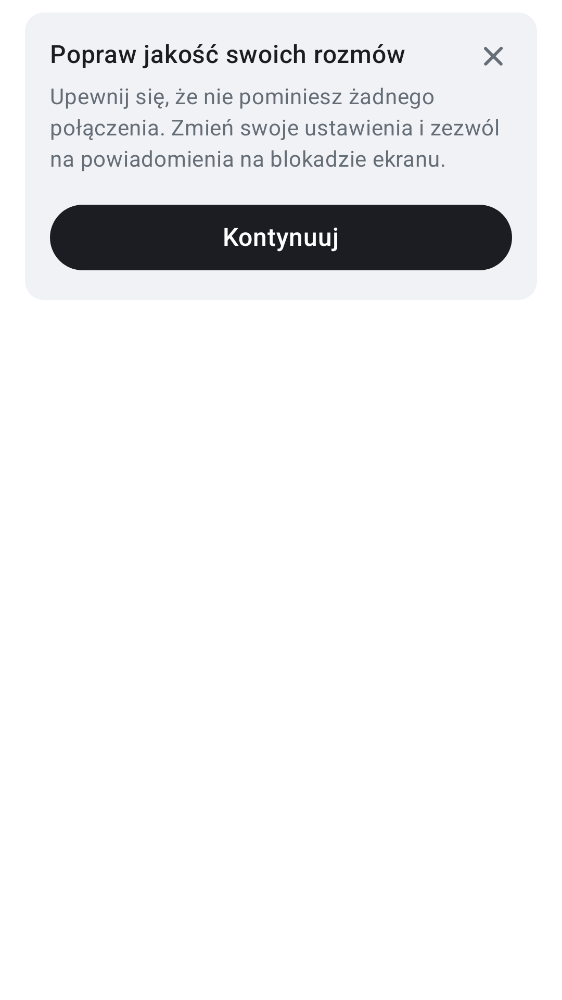 Popraw jakość swoich rozmów
Upewnij się, że nie pominiesz żadnego
połączenia. Zmień swoje ustawienia i zezwól
na powiadomienia na blokadzie ekranu.
Kontynuuj